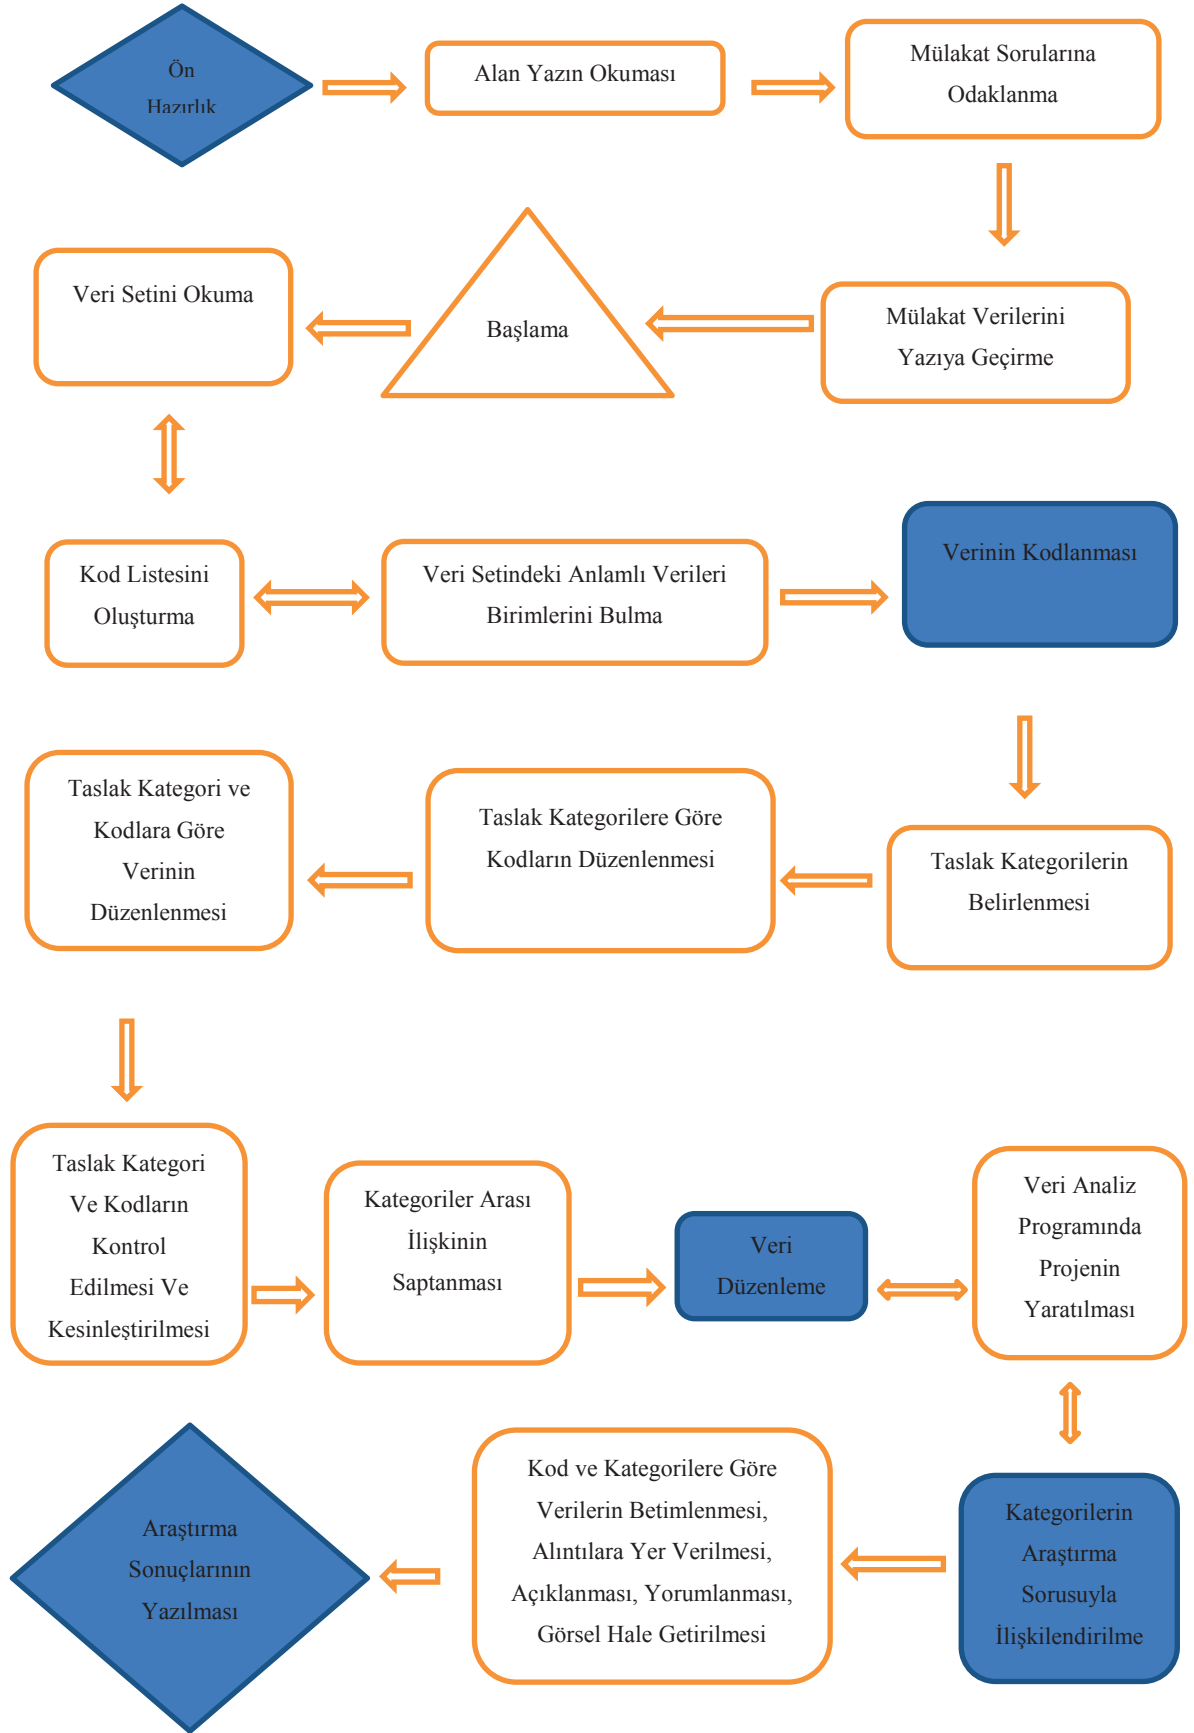 Ön
Hazırlık
Alan Yazın Okuması
Mülakat Sorularına
Odaklanma
Mülakat Verilerini
Yazıya Geçirme
Başlama
Veri Setini Okuma
Kod Listesini
Oluşturma
Veri Setindeki Anlamlı Verileri
Birimlerini Bulma
Verinin Kodlanması
Taslak Kategorilerin
Belirlenmesi
Taslak Kategorilere Göre
Kodların Düzenlenmesi
Taslak Kategori ve
Kodlara Göre
Verinin
Düzenlenmesi
Taslak Kategori
Ve Kodların
Kontrol
Edilmesi Ve
Kesinleştirilmesi
Kategoriler Arası
İlişkinin
Saptanması
Veri
Düzenleme
Veri Analiz
Programında
Projenin
Yaratılması
Kategorilerin
Araştırma
Sorusuyla
İlişkilendirilme
Kod ve Kategorilere Göre
Verilerin Betimlenmesi,
Alıntılara Yer Verilmesi,
Açıklanması, Yorumlanması,
Görsel Hale Getirilmesi
Araştırma
Sonuçlarının
Yazılması